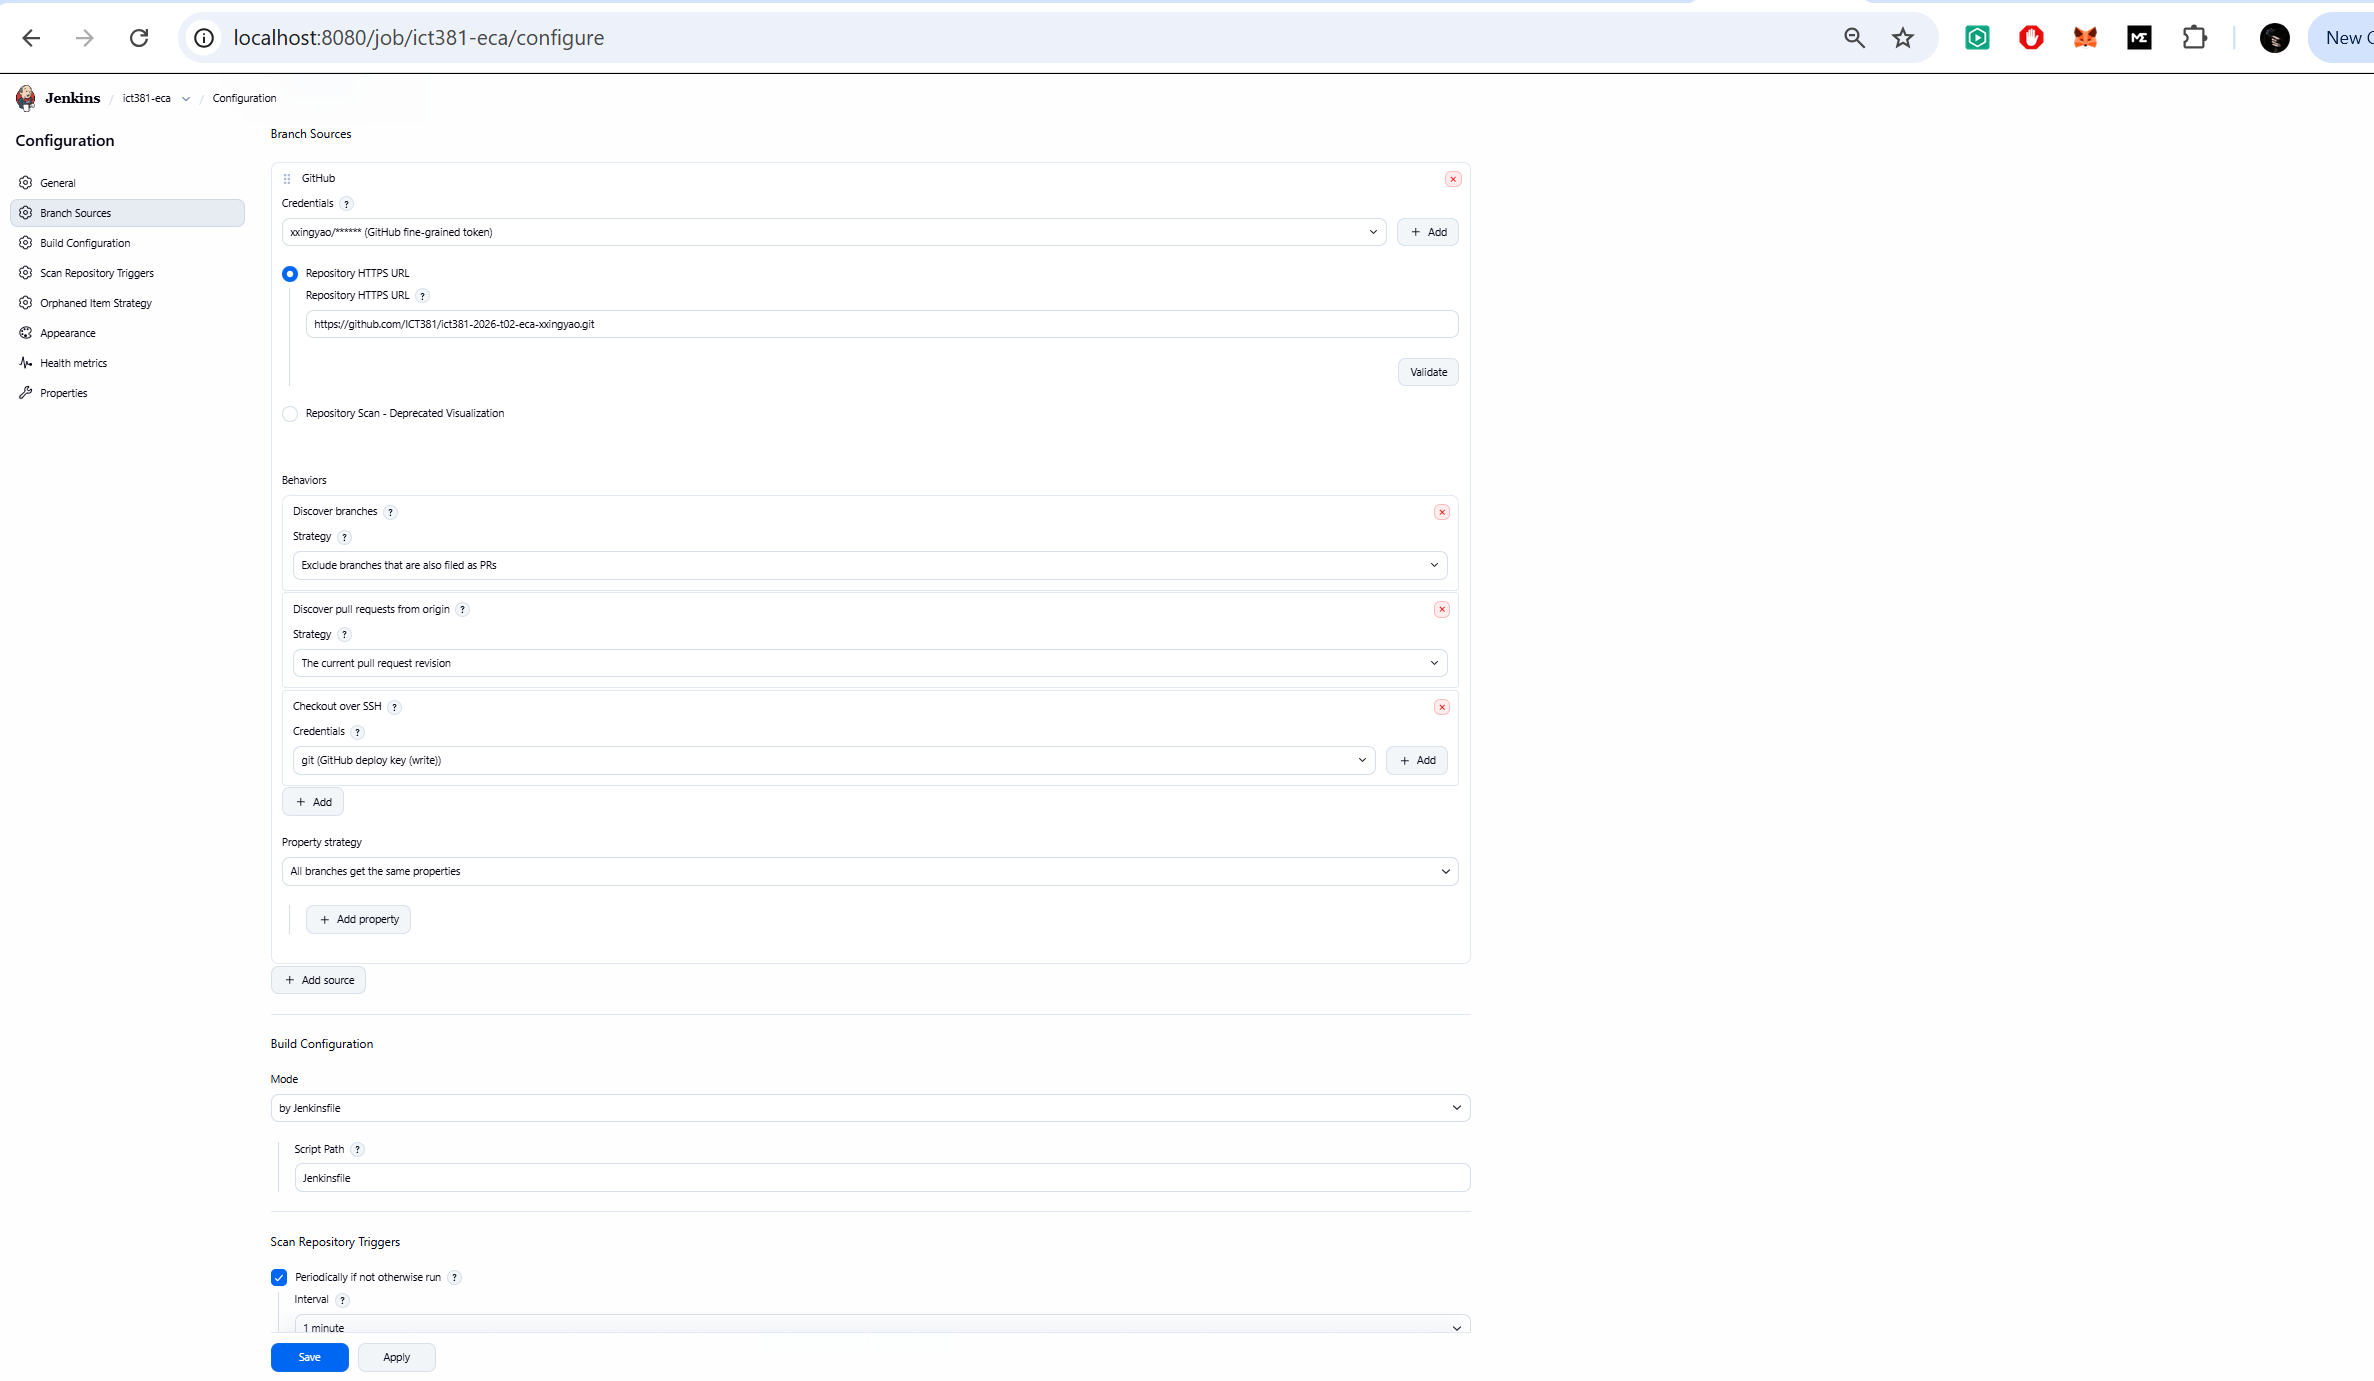 localhost:8080/job/ict381-eca/configure
New C
Jenkins / ict381-eca / Configuration
Configuration
General
Branch Sources
Build Configuration
Scan Repository Triggers
Orphaned Item Strategy
Appearance
Health metrics
Properties
Branch Sources
GitHub
Credentials ?
xxingyao/****** (GitHub fine-grained token)
+ Add
Repository HTTPS URL
Repository HTTPS URL ?
https://github.com/ICT381/ict381-2026-t02-eca-xxingyao.git
Validate
Repository Scan - Deprecated Visualization
Behaviors
Discover branches ?
Strategy ?
Exclude branches that are also filed as PRs
Discover pull requests from origin ?
Strategy ?
The current pull request revision
Checkout over SSH ?
Credentials ?
git (GitHub deploy key (write))
+ Add
+ Add
Property strategy
All branches get the same properties
+ Add property
+ Add source
Build Configuration
Mode
by Jenkinsfile
Script Path ?
Jenkinsfile
Scan Repository Triggers
Periodically if not otherwise run ?
Interval ?
1 minute
Save
Apply